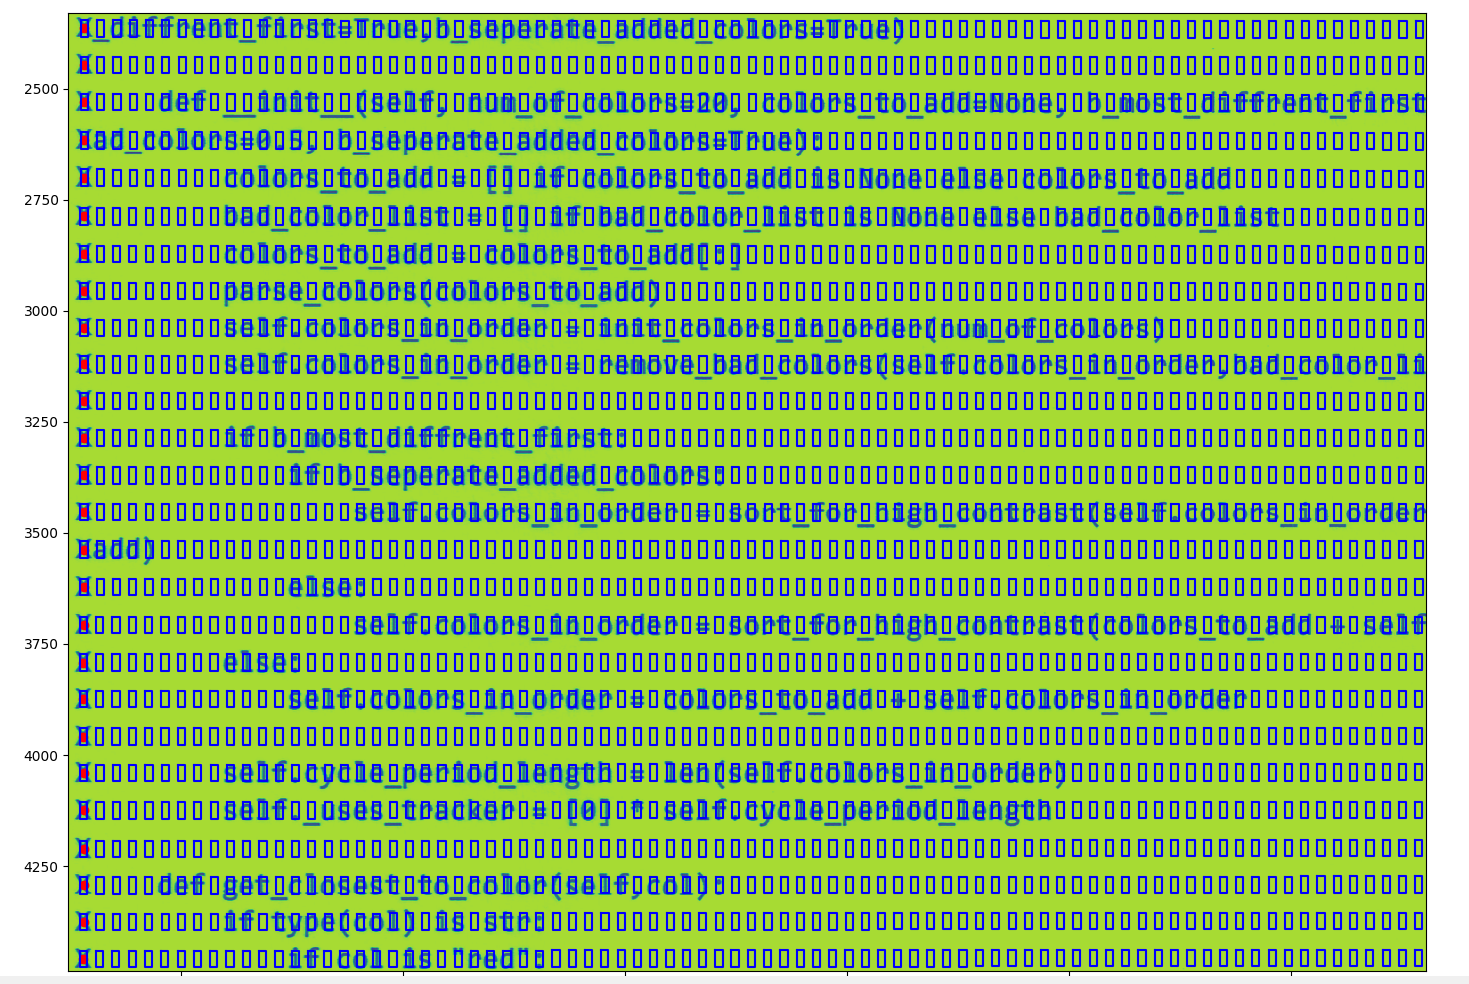 X_diffrent_first=True,b_seperate_added_colors=True)
X
2500
X    def __init__(self, num_of_colors=20, colors_to_add=None, b_most_diffrent_first
Xad_colors=0.5, b_seperate_added_colors=True):
X        colors_to_add = [] if colors_to_add is None else colors_to_add
2750
X        bad_color_list = [] if bad_color_list is None else bad_color_list
X        colors_to_add = colors_to_add[:]
X        parse_colors(colors_to_add)
3000
X        self.colors_in_order = init_colors_in_order(num_of_colors)
X        self.colors_in_order = remove_bad_colors(self.colors_in_order,bad_color_li
X
3250
X        if b_most_diffrent_first:
X            if b_seperate_added_colors:
X                self.colors_in_order = sort_for_high_contrast(self.colors_in_order
3500
Xadd)
X            else:
X                self.colors_in_order = sort_for_high_contrast(colors_to_add + self
3750
X        else:
X            self.colors_in_order = colors_to_add + self.colors_in_order
X
4000
X        self.cycle_period_length = len(self.colors_in_order)
X        self._uses_tracker = [0] * self.cycle_period_length
X
4250
X    def get_closest_to_color(self,col):
X        if type(col) is str:
X            if col is "red":